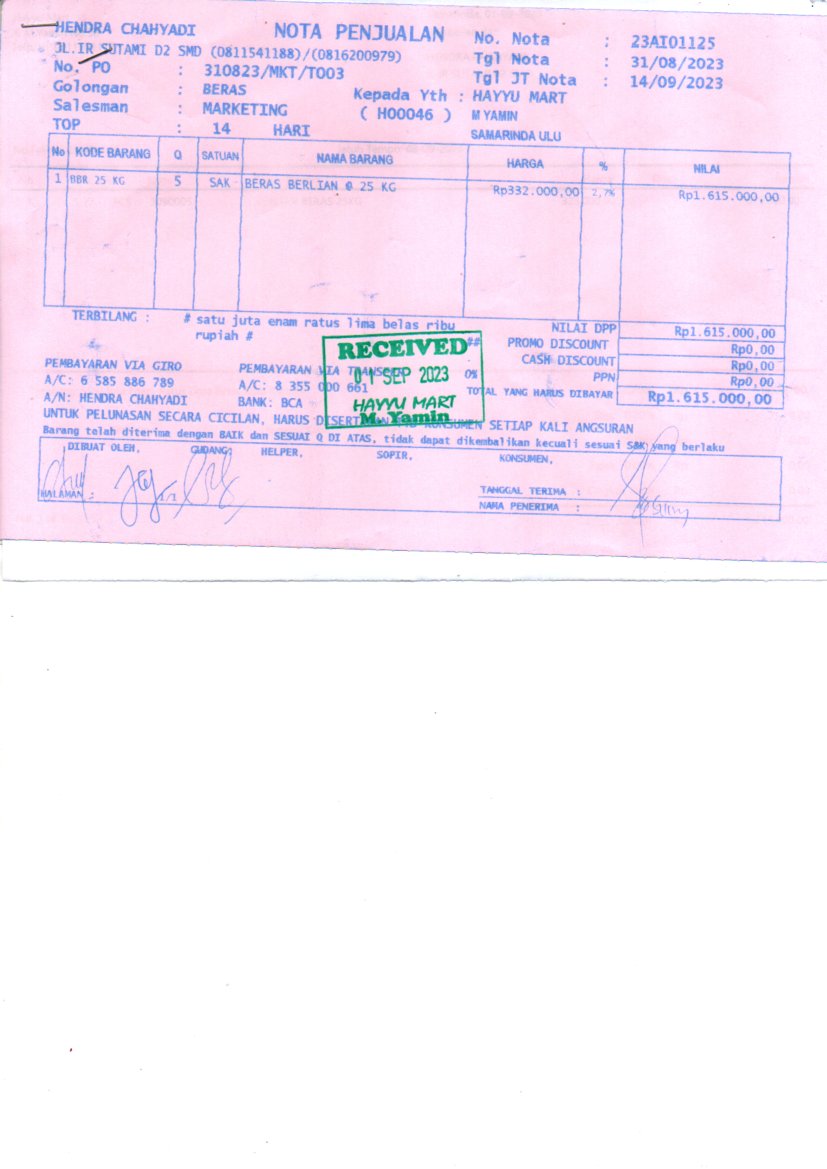 HENDRA CHAHYADI NOTA PENJUALAN No. Nota : 23AI01125
JL.IR SUTAMI D2 SMD (0811541188)/(0816200979) Tgl Nota : 31/08/2023
No. PO : 310823/MKT/TO03 Tgl JT Nota : 14/09/2023
Golongan : BERAS Kepada Yth : HAYYU MART
Salesman : MARKETING ( H00046 ) M YAMIN
TOP : 14 HARI SAMARINDA ULU
No KODE BARANG Q SATUAN NAMA BARANG HARGA % NILAI
1 BBR 25 KG 5 SAK BERAS BERLIAN @ 25 KG Rp332.000,00 2,7% Rp1.615.000,00
TERBILANG : # satu juta enam ratus lima belas ribu rupiah #
NILAI DPP Rp1.615.000,00
## PROMO DISCOUNT Rp0,00
CASH DISCOUNT Rp0,00
0% PPN Rp0,00
TOTAL YANG HARUS DIBAYAR Rp1.615.000,00
PEMBAYARAN VIA GIRO
A/C: 6 585 886 789
A/N: HENDRA CHAHYADI
PEMBAYARAN VIA
A/C: 8 355 000 661
BANK: BCA
RECEIVED
01 SEP 2023
HAYYU MART
M. Yamin
UNTUK PELUNASAN SECARA CICILAN, HARUS KONSUMEN SETIAP KALI ANGSURAN
Barang telah diterima dengan BAIK dan SESUAI Q DI ATAS, tidak dapat dikembalikan kecuali sesuai S&K yang berlaku
DIBUAT OLEH, GUDANG, HELPER, SOPIR, KONSUMEN,
HALAMAN :
TANGGAL TERIMA :
NAMA PENERIMA :